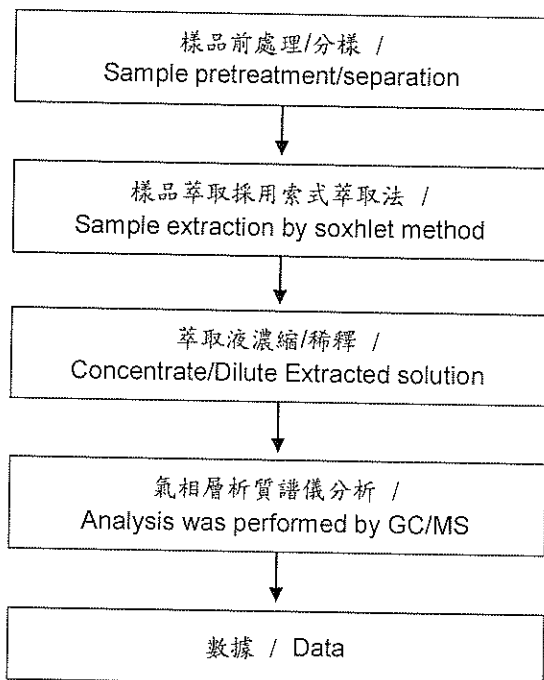 樣品前處理/分樣 /
Sample pretreatment/separation
樣品萃取採用索式萃取法 /
Sample extraction by soxhlet method
萃取液濃縮/稀釋 /
Concentrate/Dilute Extracted solution
氣相層析質譜儀分析 /
Analysis was performed by GC/MS
數據 / Data